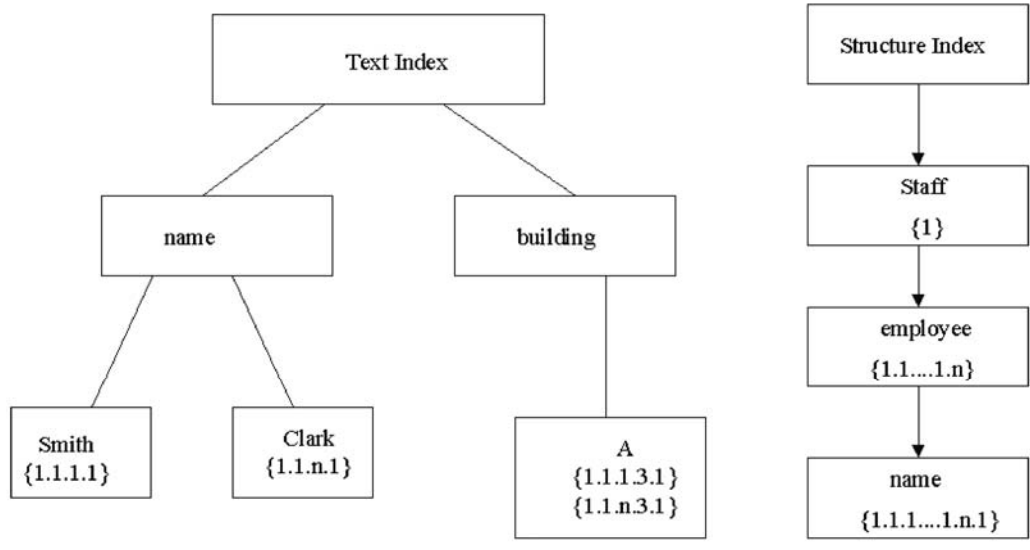 Text Index
name
building
Smith
{1.1.1.1}
Clark
{1.1.n.1}
A
{1.1.1.3.1}
{1.1.n.3.1}
Structure Index
Staff
{1}
employee
{1.1....1.n}
name
{1.1.1....1.n.1}